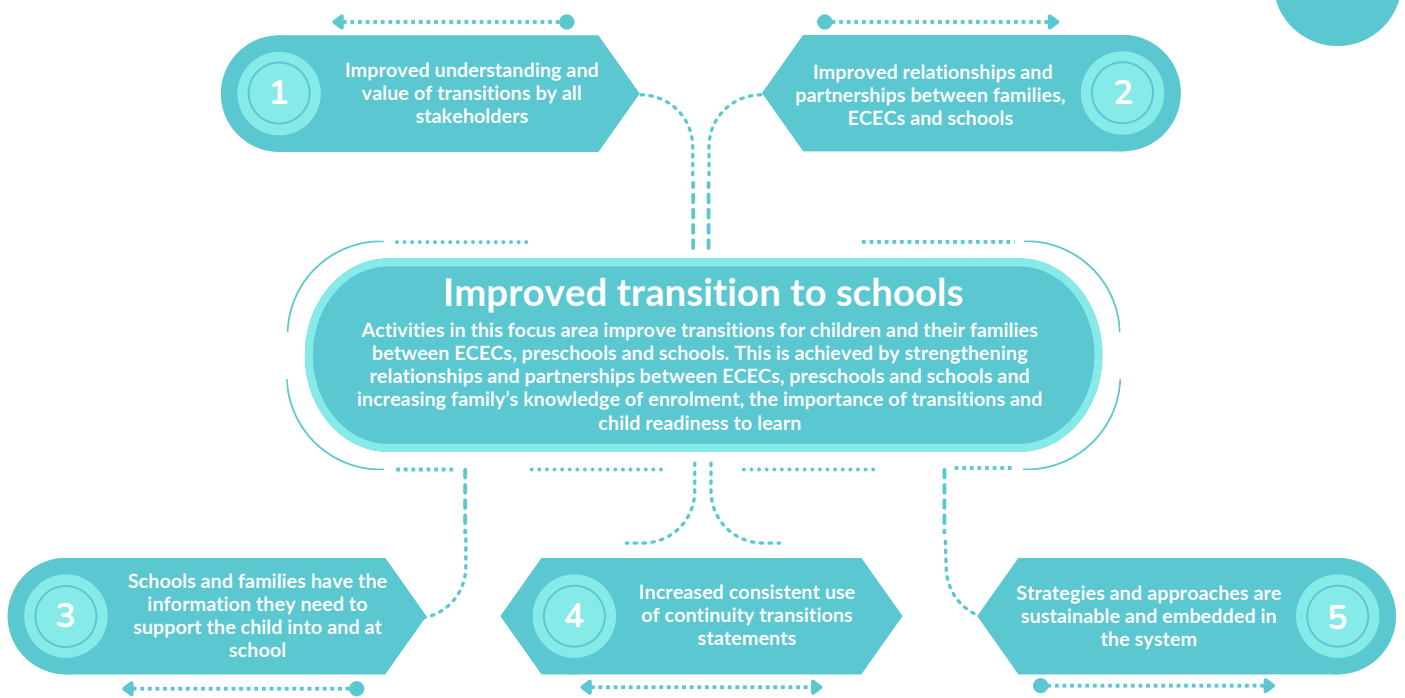 1
Improved understanding and
value of transitions by all
stakeholders
Improved relationships and
partnerships between families,
ECECs and schools
2
Improved transition to schools
Activities in this focus area improve transitions for children and their families
between ECECs, preschools and schools. This is achieved by strengthening
relationships and partnerships between ECECs, preschools and schools and
increasing family’s knowledge of enrolment, the importance of transitions and
child readiness to learn
3
Schools and families have the
information they need to
support the child into and at
school
4
Increased consistent use
of continuity transitions
statements
Strategies and approaches are
sustainable and embedded in
the system
5